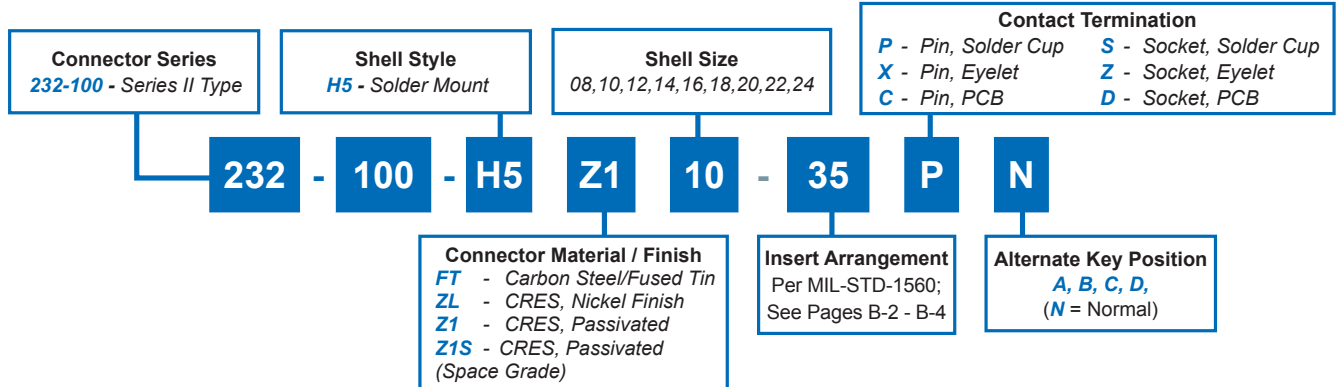 Connector Series
232-100 - Series II Type
Shell Style
H5 - Solder Mount
Shell Size
08,10,12,14,16,18,20,22,24
Contact Termination
P - Pin, Solder Cup
S - Socket, Solder Cup
X - Pin, Eyelet
Z - Socket, Eyelet
C - Pin, PCB
D - Socket, PCB
232 - 100 - H5 Z1 10 - 35 P N
Connector Material / Finish
FT - Carbon Steel/Fused Tin
ZL - CRES, Nickel Finish
Z1 - CRES, Passivated
Z1S - CRES, Passivated
(Space Grade)
Insert Arrangement
Per MIL-STD-1560;
See Pages B-2 - B-4
Alternate Key Position
A, B, C, D,
(N = Normal)